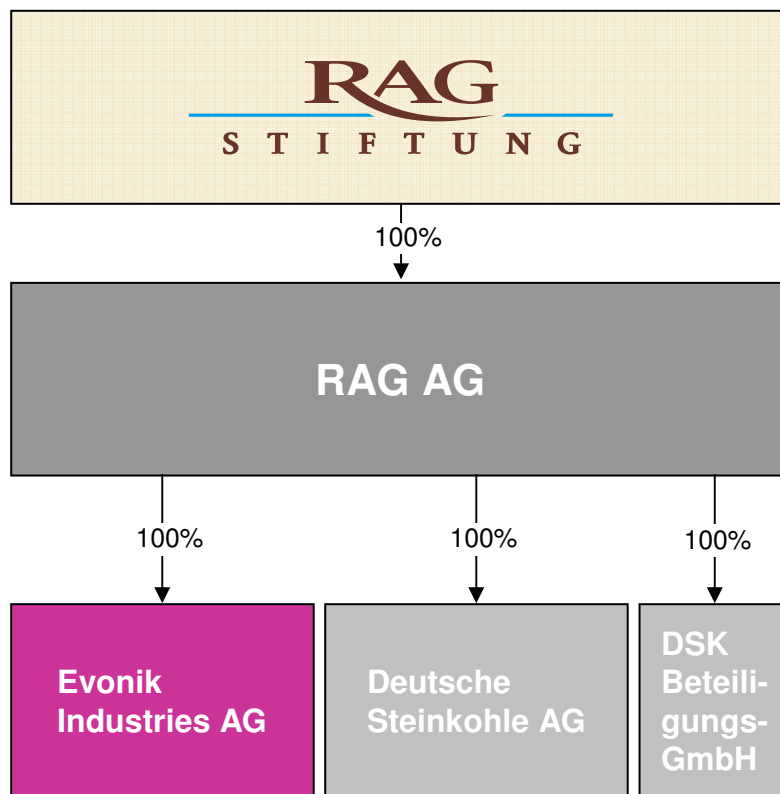 RAG
STIFTUNG
100%
RAG AG
100%
100%
100%
Evonik
Industries AG
Deutsche
Steinkohle AG
DSK
Beteili-
gungs-
GmbH